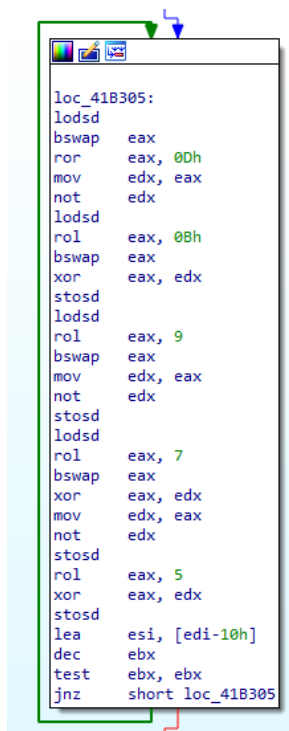 loc_41B305:
lodsd
bswap eax
ror eax, 0Dh
mov edx, eax
not edx
lodsd
rol eax, 0Bh
bswap eax
xor eax, edx
stosd
lodsd
rol eax, 9
bswap eax
mov edx, eax
not edx
stosd
lodsd
rol eax, 7
bswap eax
xor eax, edx
mov edx, eax
not edx
stosd
rol eax, 5
xor eax, edx
stosd
lea esi, [edi-10h]
dec ebx
test ebx, ebx
jnz short loc_41B305